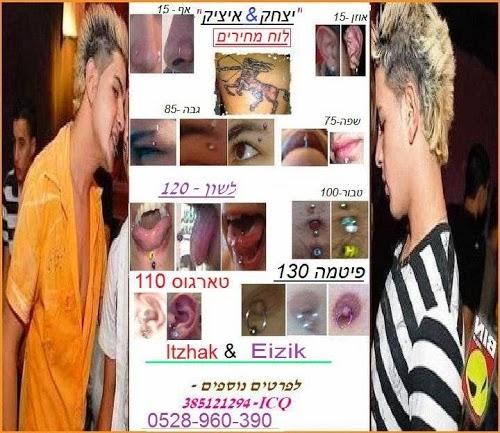 "יצחק & איציק"
אף - 15
אוזן -15
לוח מחירים
גבה -85
שפה-75
לשון - 120
טבור-100
פיטמה 130
טארגוס 110
Itzhak & Eizik
לפרטים נוספים -
385121294-ICQ
0528-960-390
BIN